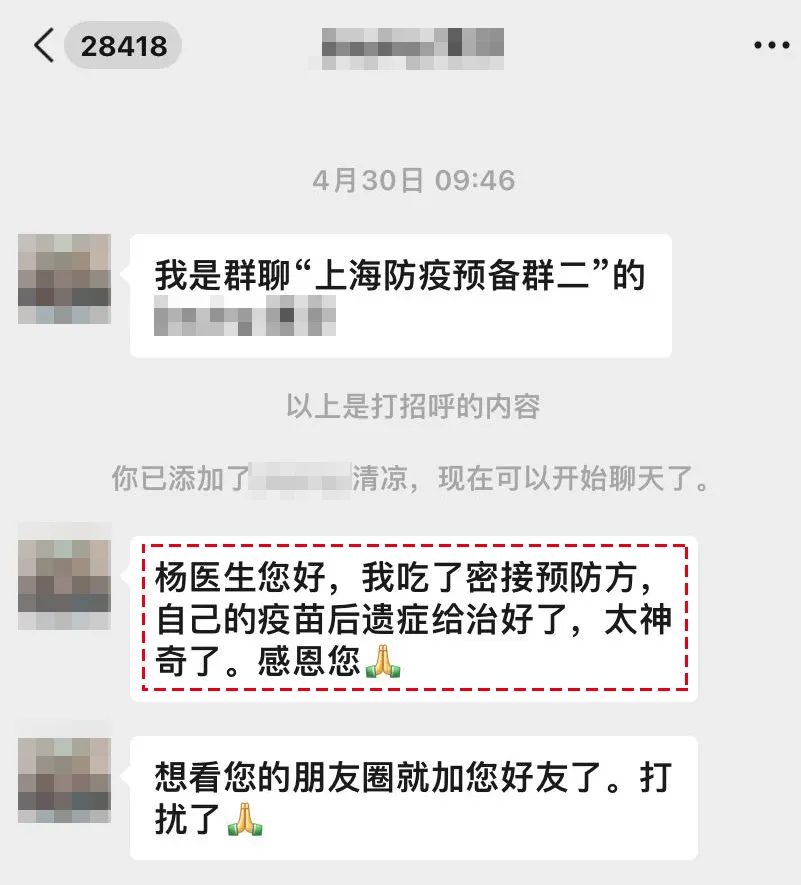 28418
4月30日 09:46
我是群聊“上海防疫预备群二”的
以上是打招呼的内容
你已添加了清凉，现在可以开始聊天了。
杨医生您好，我吃了密接预防方，
自己的疫苗后遗症给治好了，太神
奇了。感恩您🙏
想看您的朋友圈就加您好友了。打
扰了🙏